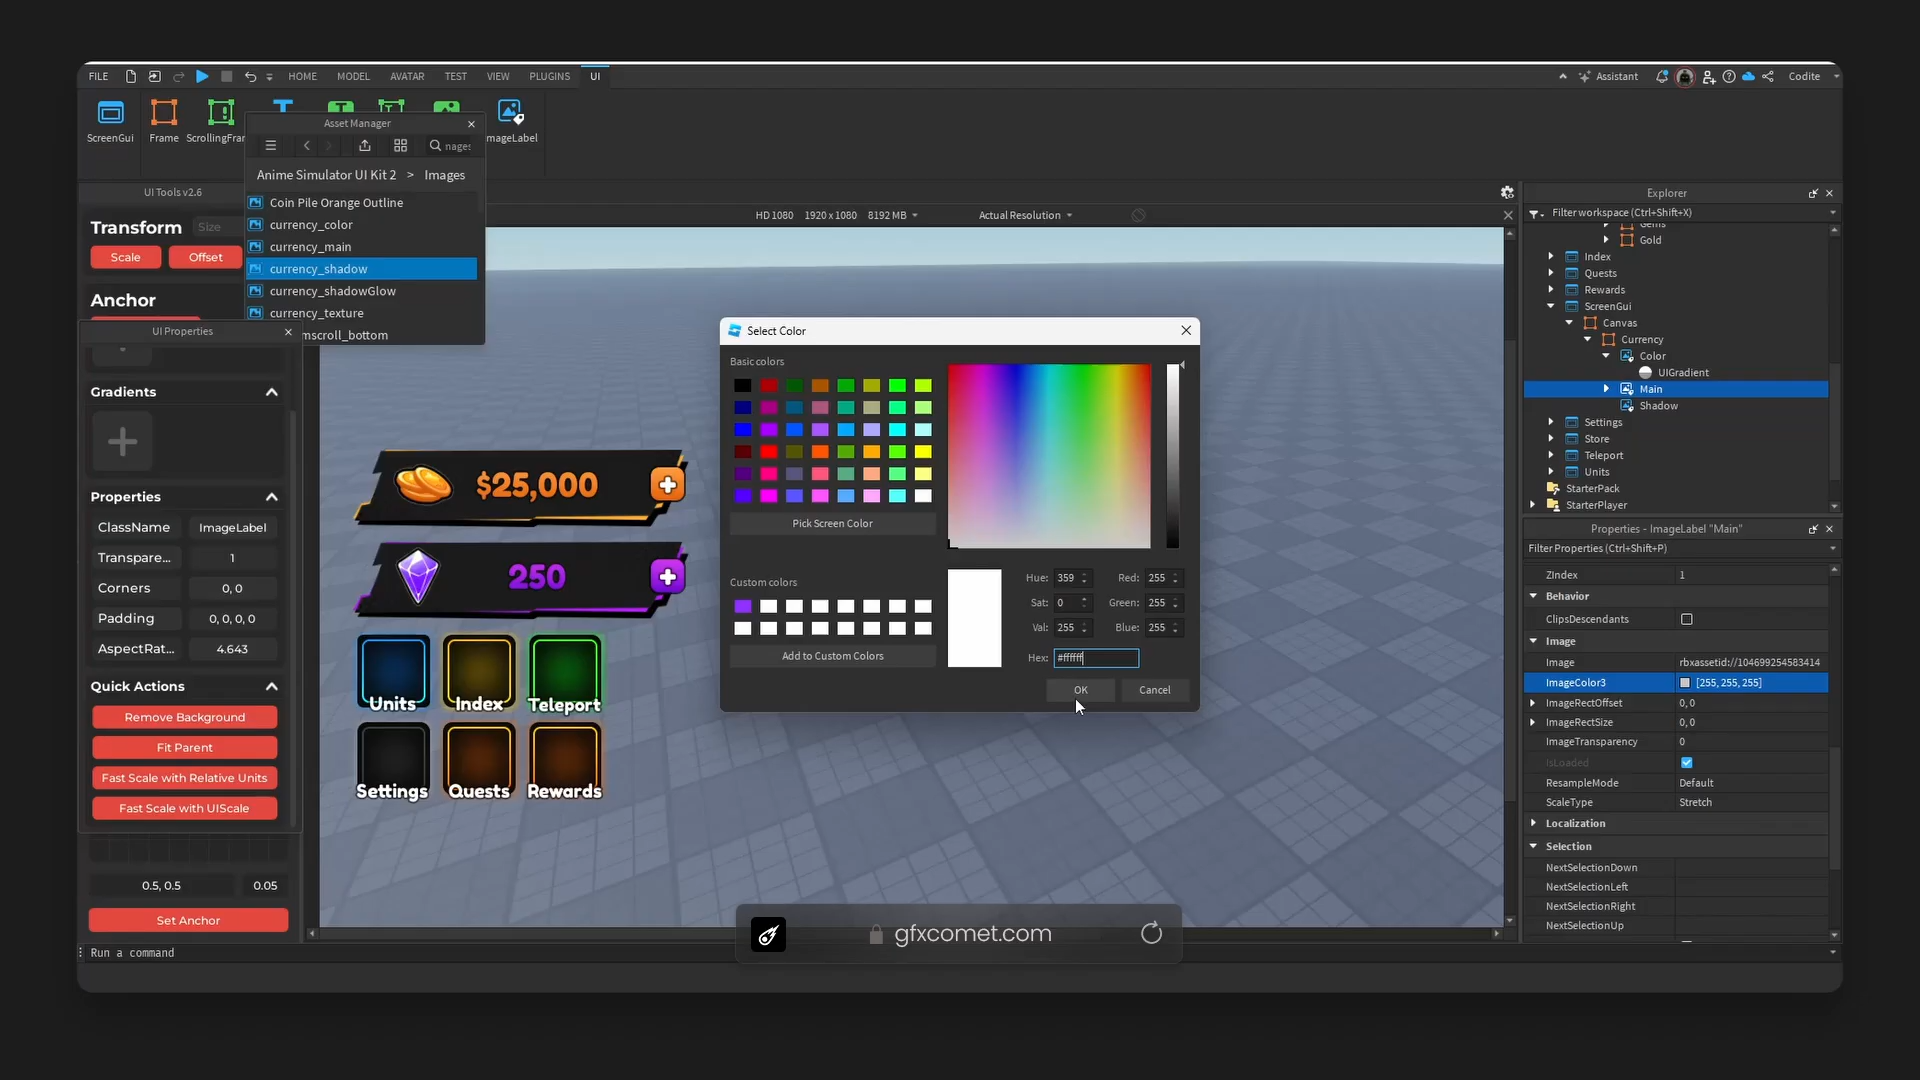 FILE
HOME
MODEL
AVATAR
TEST
VIEW
PLUGINS
UI
Assistant
Codite
ScreenGui
Frame
ScrollingFrar
mageLabel
Asset Manager
nages
Anime Simulator UI Kit 2 > Images
Coin Pile Orange Outline
currency_color
currency_main
currency_shadow
currency_shadowGlow
currency_texture
mscroll_bottom
UI Tools v2.6
Transform
Size
Scale
Offset
Anchor
UI Properties
Gradients
Properties
ClassName
ImageLabel
Transpare...
1
Corners
0, 0
Padding
0, 0, 0, 0
AspectRat...
4.643
Quick Actions
Remove Background
Fit Parent
Fast Scale with Relative Units
Fast Scale with UIScale
0.5, 0.5
0.05
Set Anchor
Run a command
HD 1080 1920 x 1080 8192 MB
Actual Resolution
$25,000
250
Units
Index
Teleport
Settings
Quests
Rewards
Select Color
Basic colors
Pick Screen Color
Custom colors
Add to Custom Colors
Hue: 359
Red: 255
Sat: 0
Green: 255
Val: 255
Blue: 255
Hex: #ffffff
OK
Cancel
gfxcomet.com
Explorer
Filter workspace (Ctrl+Shift+X)
Gems
Gold
Index
Quests
Rewards
ScreenGui
Canvas
Currency
Color
UIGradient
Main
Shadow
Settings
Store
Teleport
Units
StarterPack
StarterPlayer
Properties - ImageLabel "Main"
Filter Properties (Ctrl+Shift+P)
ZIndex
1
Behavior
ClipsDescendants
Image
Image
rbxassetid://104699254583414
ImageColor3
[255, 255, 255]
ImageRectOffset
0, 0
ImageRectSize
0, 0
ImageTransparency
0
IsLoaded
ResampleMode
Default
ScaleType
Stretch
Localization
Selection
NextSelectionDown
NextSelectionLeft
NextSelectionRight
NextSelectionUp